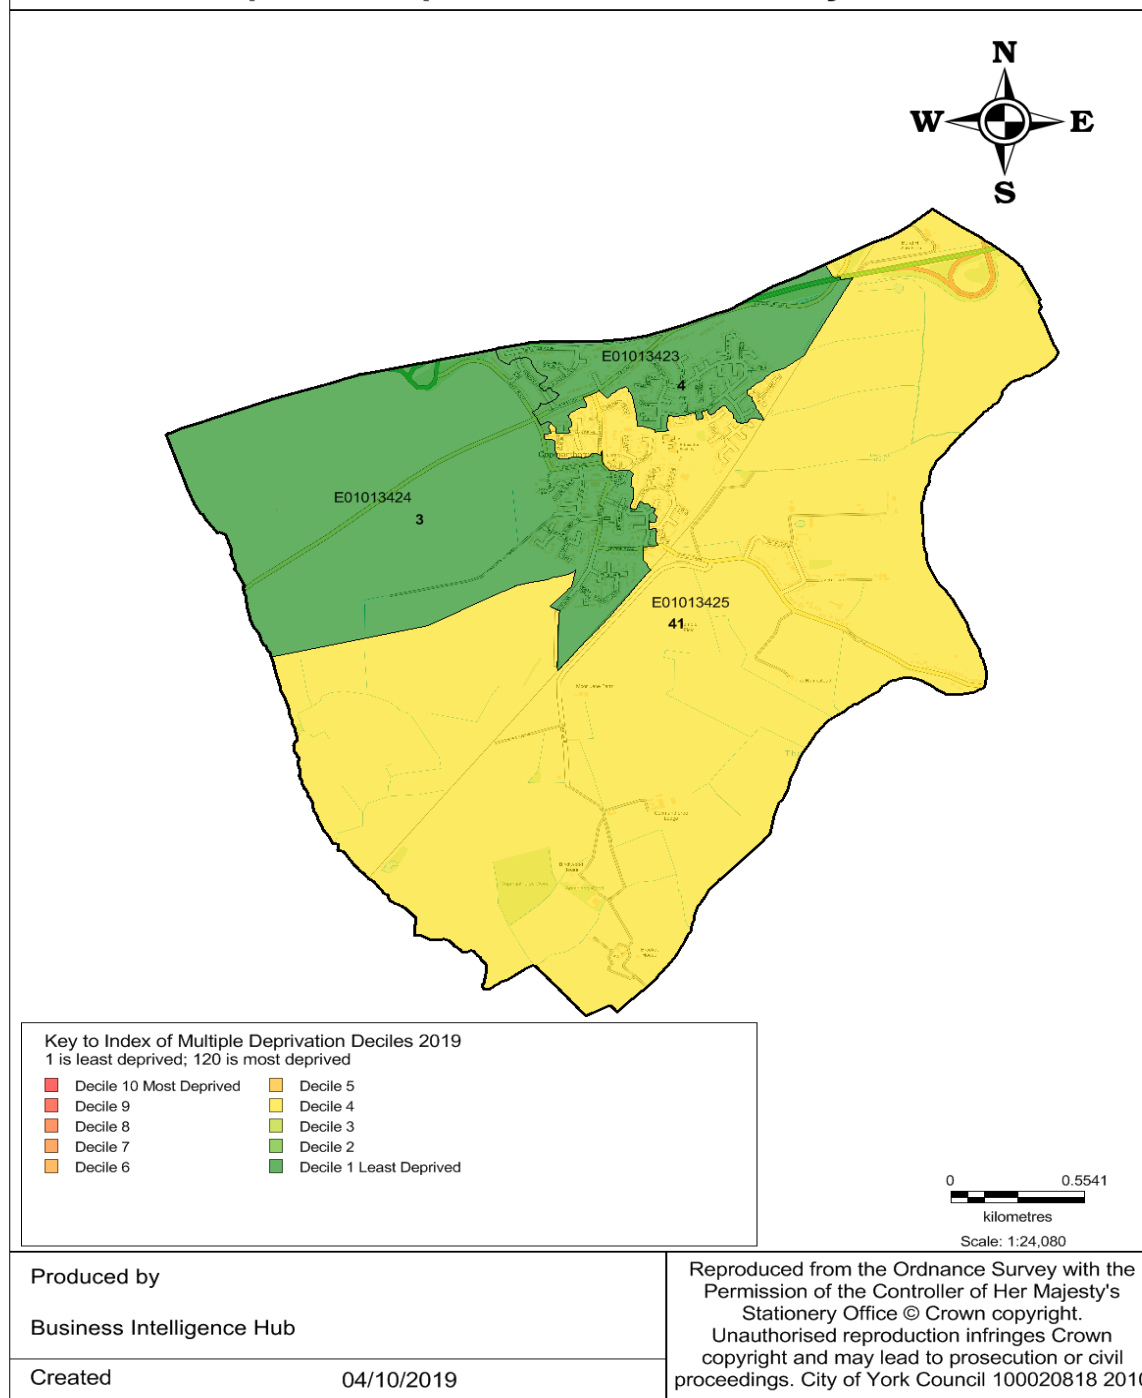 N
W E
S
E01013423
4
E01013424
3
E01013425
41
Key to Index of Multiple Deprivation Deciles 2019
1 is least deprived; 120 is most deprived
Decile 10 Most Deprived
Decile 9
Decile 8
Decile 7
Decile 6
Decile 5
Decile 4
Decile 3
Decile 2
Decile 1 Least Deprived
0 0.5541
kilometres
Scale: 1:24,080
Produced by
Business Intelligence Hub
Created 04/10/2019
Reproduced from the Ordnance Survey with the
Permission of the Controller of Her Majesty's
Stationery Office © Crown copyright.
Unauthorised reproduction infringes Crown
copyright and may lead to prosecution or civil
proceedings. City of York Council 100020818